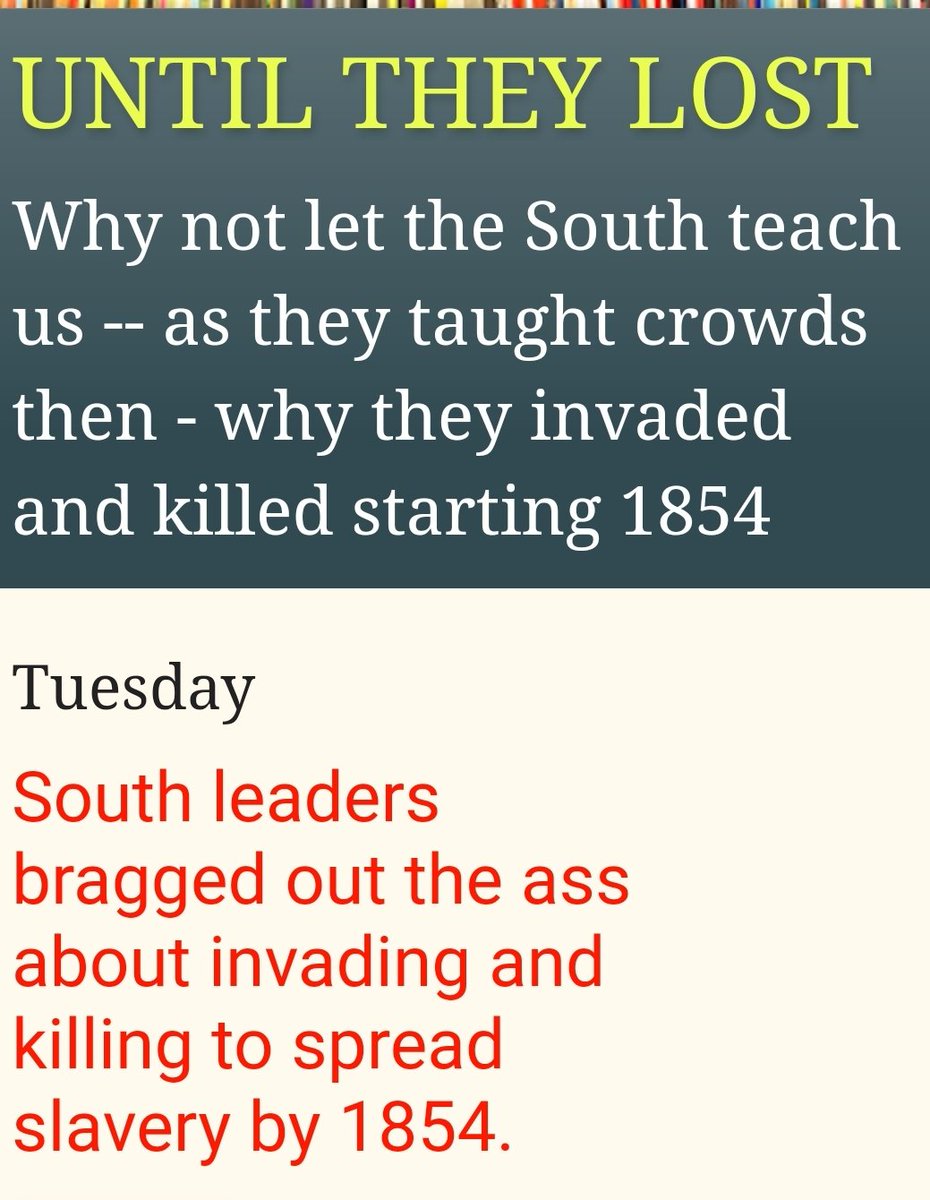 UNTIL THEY LOST
Why not let the South teach
us -- as they taught crowds
then - why they invaded
and killed starting 1854
Tuesday
South leaders
bragged out the ass
about invading and
killing to spread
slavery by 1854.